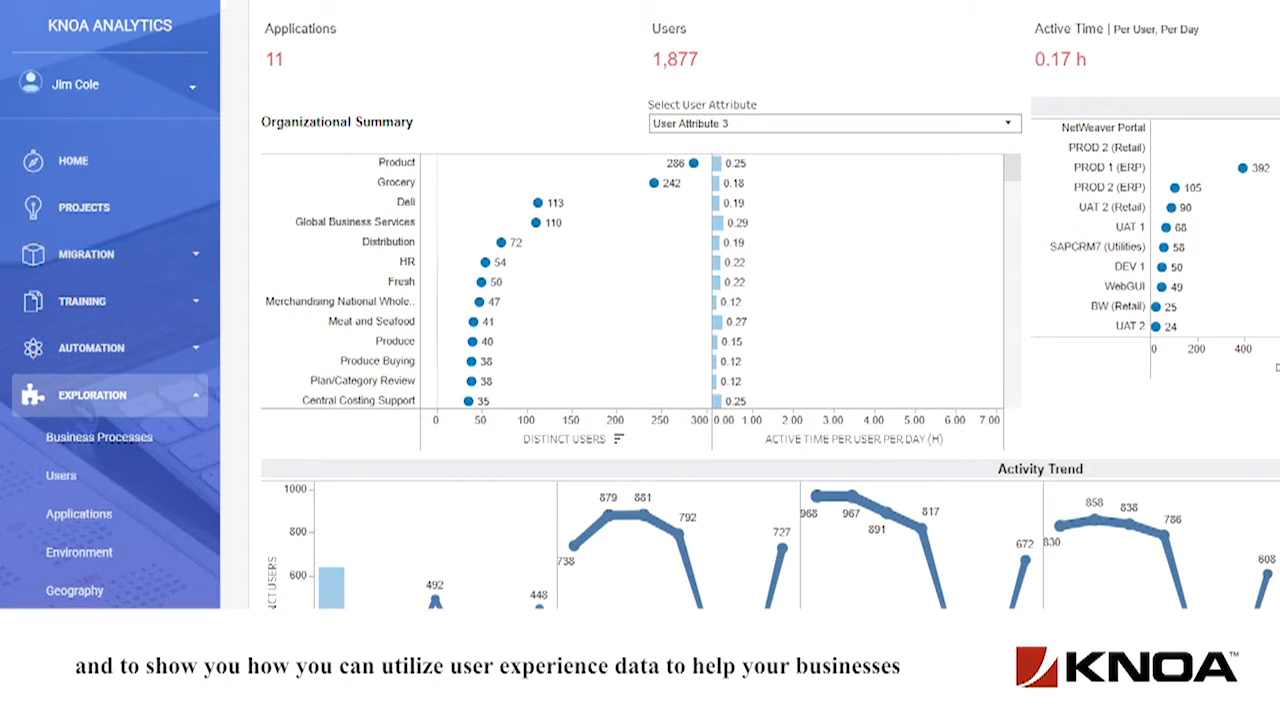 KNOA ANALYTICS
Jim Cole
HOME
PROJECTS
MIGRATION
TRAINING
AUTOMATION
EXPLORATION
Business Processes
Users
Applications
Environment
Geography
Applications
11
Users
1,877
Active Time | Per User, Per Day
0.17 h
Organizational Summary
Select User Attribute
User Attribute 3
Product 286 0.25
Grocery 242 0.18
Deli 113 0.19
Global Business Services 110 0.29
Distribution 72 0.19
HR 54 0.22
Fresh 50 0.22
Merchandising National Whole.. 47 0.12
Meat and Seafood 41 0.27
Produce 40 0.15
Produce Buying 38 0.12
Plan/Category Review 38 0.12
Central Costing Support 35 0.25
0 50 100 150 200 250 300 0.00 1.00 2.00 3.00 4.00 5.00 6.00 7.00
DISTINCT USERS ACTIVE TIME PER USER PER DAY (H)
NetWeaver Portal
PROD 2 (Retail)
PROD 1 (ERP) 392
PROD 2 (ERP) 105
UAT 2 (Retail) 90
UAT 1 68
SAPCRM7 (Utilities) 58
DEV 1 50
WebGUI 49
BW (Retail) 25
UAT 2 24
0 200 400
Activity Trend
1000
800
600
492
448
738 879 881 792 727
968 967 891 817 672
830 858 838 786 608
and to show you how you can utilize user experience data to help your businesses
KNOA™